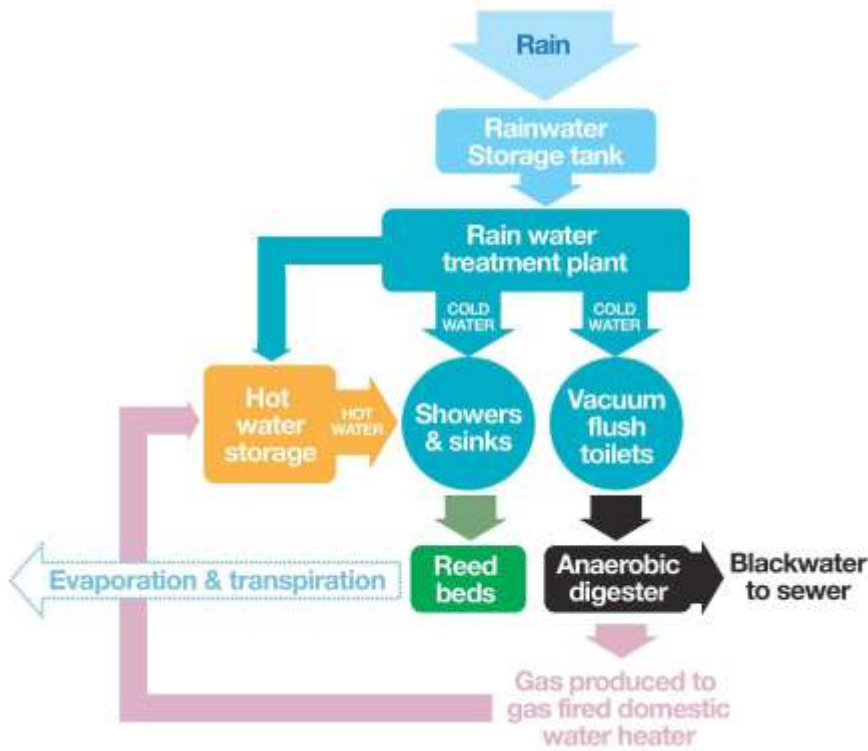 Rain
Rainwater
Storage tank
Rain water
treatment plant
COLD
WATER
COLD
WATER
Hot
water
storage
HOT
WATER
Showers
& sinks
Vacuum
flush
toilets
Evaporation & transpiration
Reed
beds
Anaerobic
digester
Blackwater
to sewer
Gas produced to
gas fired domestic
water heater